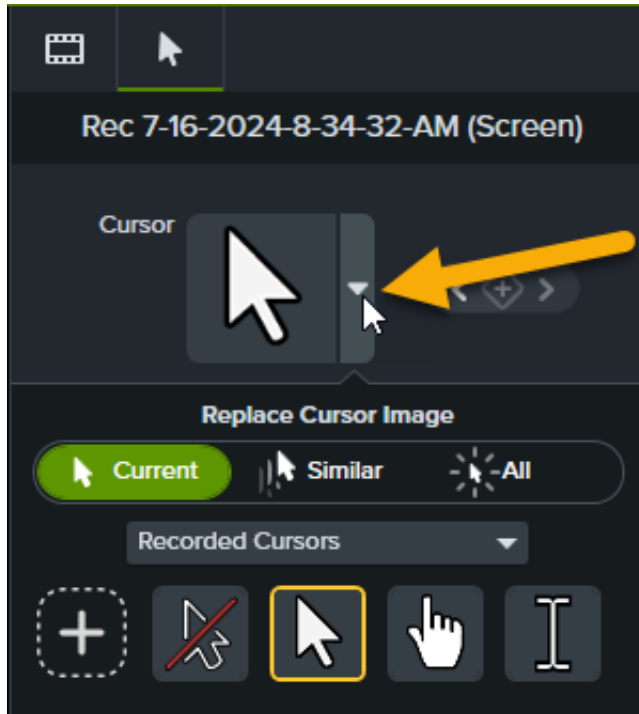 Rec 7-16-2024-8-34-32-AM (Screen)
Cursor
Replace Cursor Image
Current Similar All
Recorded Cursors